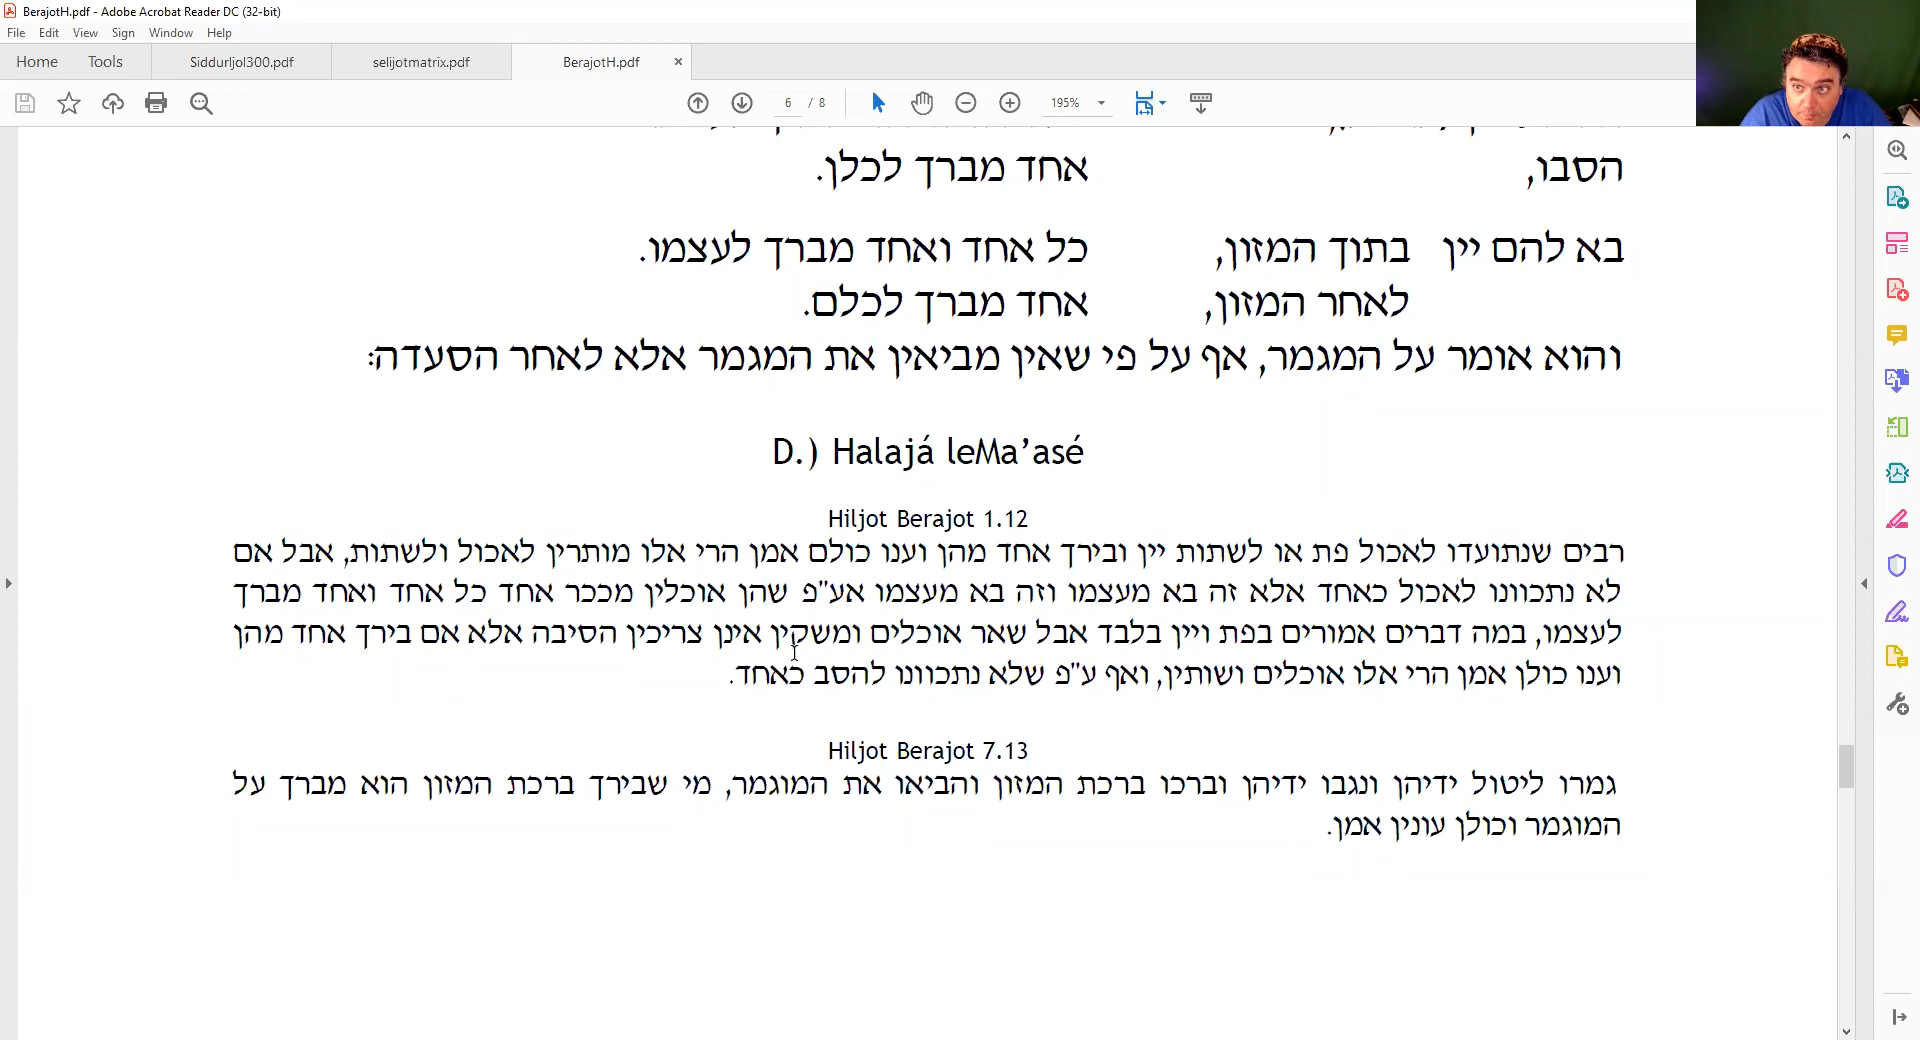 BerajotH.pdf - Adobe Acrobat Reader DC (32-bit)
File Edit View Sign Window Help
Home Tools SiddurIjol300.pdf selijotmatrix.pdf BerajotH.pdf
6 / 8 195%
הסבו, אחד מברך לכלן.
בא להם יין בתוך המזון, כל אחד ואחד מברך לעצמו.
לאחר המזון, אחד מברך לכלם.
והוא אומר על המגמר, אף על פי שאין מביאין את המגמר אלא לאחר הסעדה:
D.) Halajá leMa’asé
Hiljot Berajot 1.12
רבים שנתועדו לאכול פת או לשתות יין ובירך אחד מהן וענו כולם אמן הרי אלו מותרין לאכול ולשתות, אבל אם
לא נתכוונו לאכול כאחד אלא זה בא מעצמו וזה בא מעצמו אע"פ שהן אוכלין מככר אחד כל אחד ואחד מברך
לעצמו, במה דברים אמורים בפת ויין בלבד אבל שאר אוכלים ומשקין אינן צריכין הסיבה אלא אם בירך אחד מהן
וענו כולן אמן הרי אלו אוכלים ושותין, ואף ע"פ שלא נתכוונו להסב כאחד.
Hiljot Berajot 7.13
גמרו ליטול ידיהן ונגבו ידיהן וברכו ברכת המזון והביאו את המוגמר, מי שבירך ברכת המזון הוא מברך על
המוגמר וכולן עונין אמן.